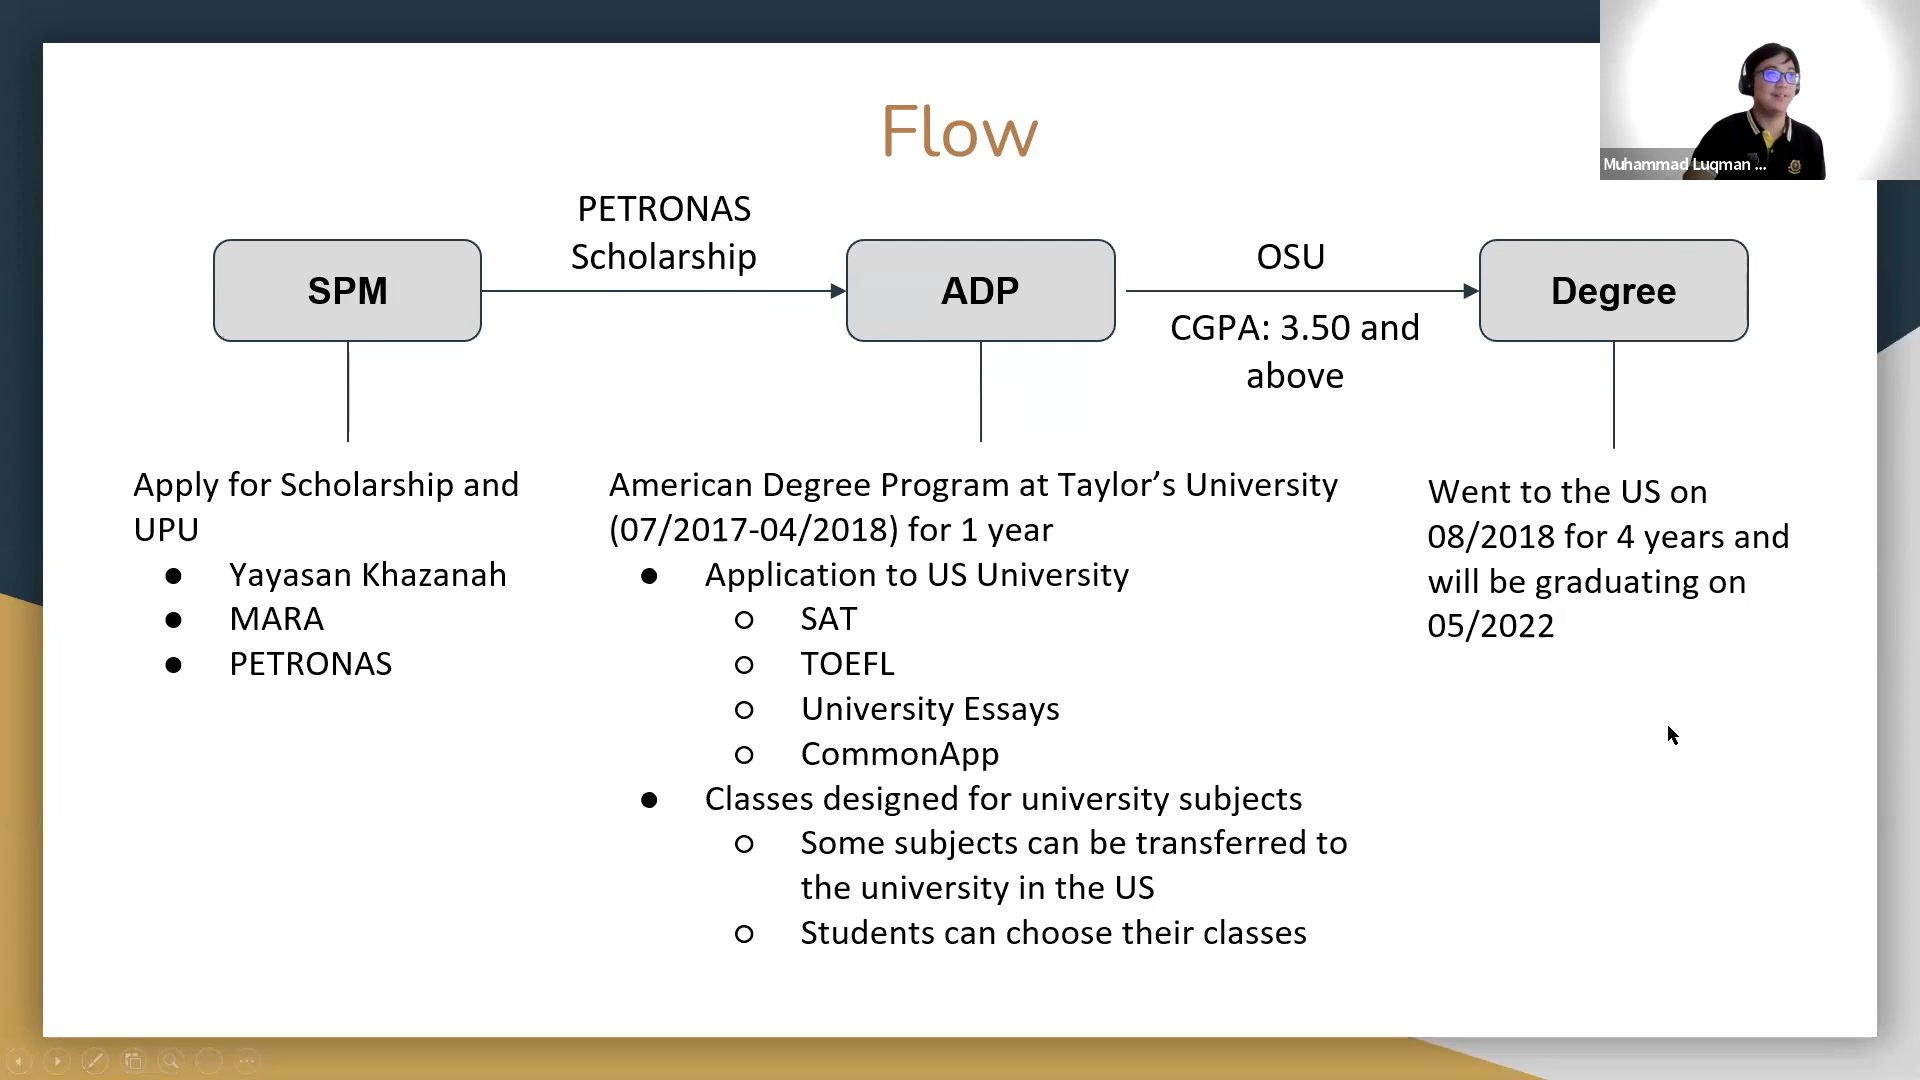 Flow
Muhammad Luqman ...
PETRONAS
Scholarship
SPM
ADP
OSU
Degree
CGPA: 3.50 and
above
Apply for Scholarship and
UPU
● Yayasan Khazanah
● MARA
● PETRONAS
American Degree Program at Taylor’s University
(07/2017-04/2018) for 1 year
● Application to US University
○ SAT
○ TOEFL
○ University Essays
○ CommonApp
● Classes designed for university subjects
○ Some subjects can be transferred to
the university in the US
○ Students can choose their classes
Went to the US on
08/2018 for 4 years and
will be graduating on
05/2022